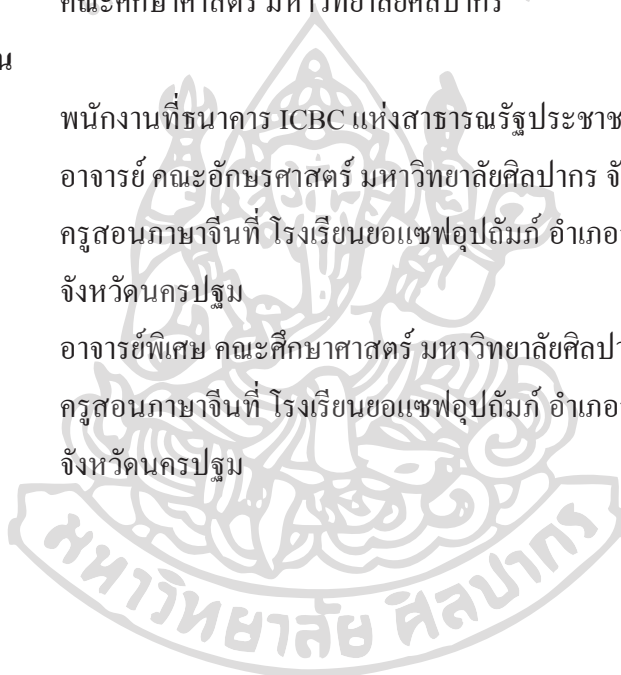 คณะศึกษาศาสตร์ มหาวิทยาลัยศิลปากร
น
พนักงานที่ธนาคาร ICBC แห่งสาธารณรัฐประชาช
อาจารย์ คณะอักษรศาสตร์ มหาวิทยาลัยศิลปากร จั
ครูสอนภาษาจีนที่ โรงเรียนยอแซฟอุปถัมภ์ อำเภอ
จังหวัดนครปฐม
อาจารย์พิเศษ คณะศึกษาศาสตร์ มหาวิทยาลัยศิลปา
ครูสอนภาษาจีนที่ โรงเรียนยอแซฟอุปถัมภ์ อำเภอ
จังหวัดนครปฐม
มหาวิทยาลัย ศิลปากร